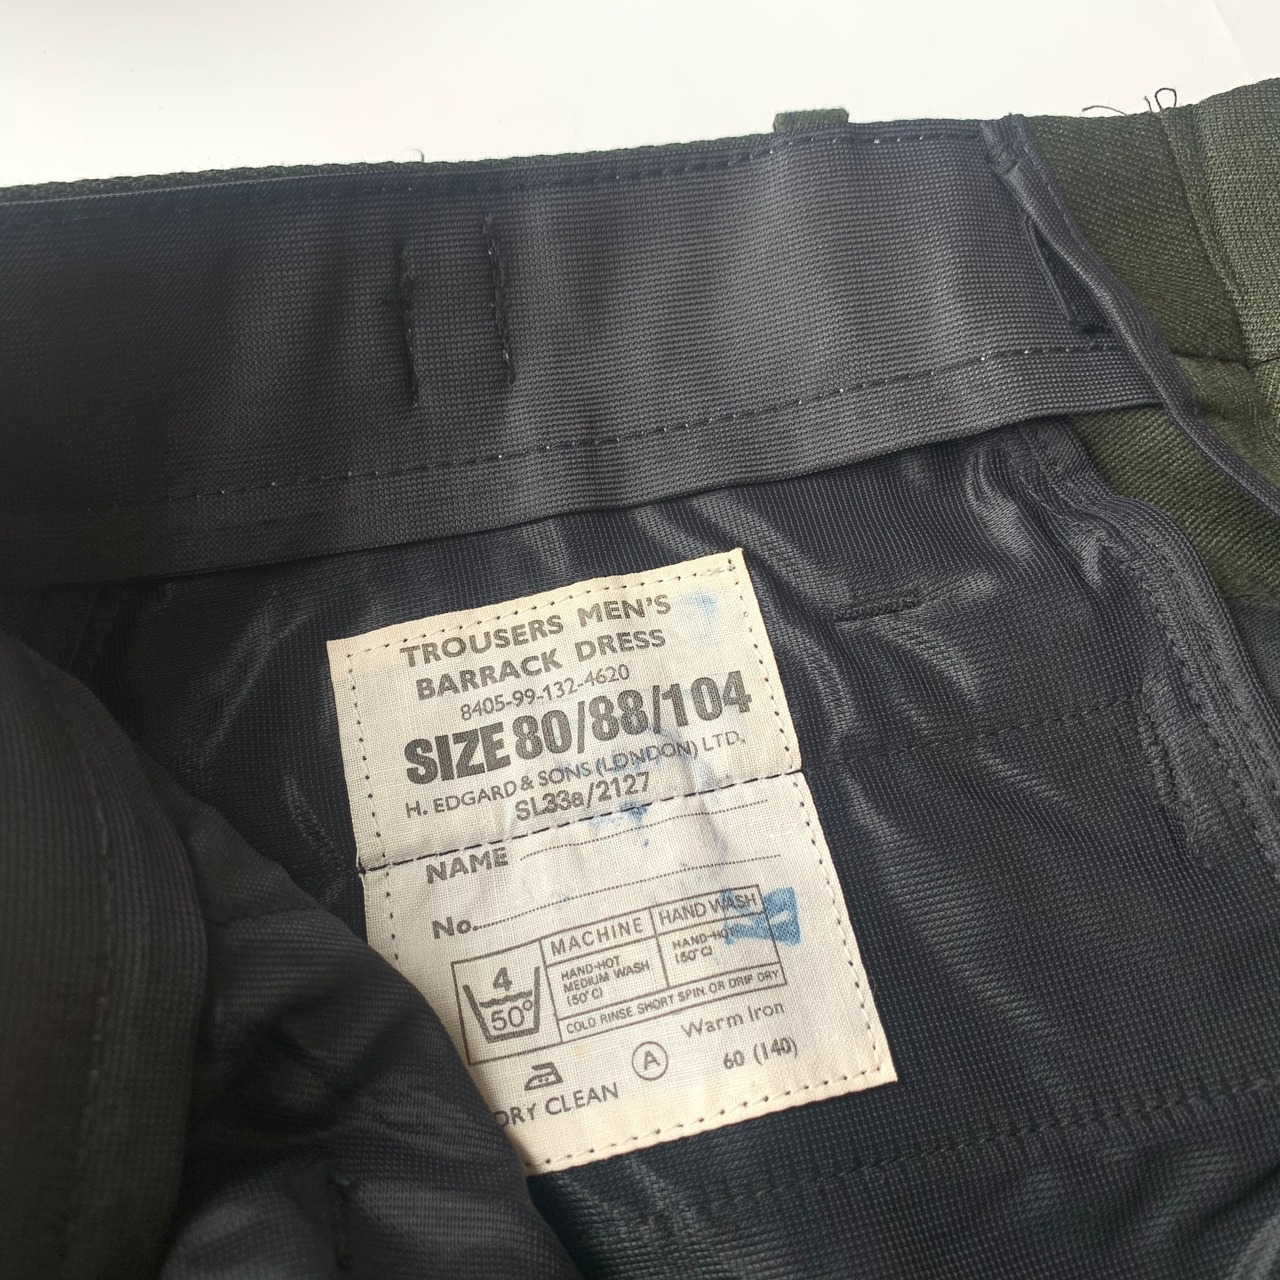 TROUSERS MEN'S
BARRACK DRESS
8405-99-132-4620
SIZE 80/88/104
H. EDGARD & SONS (LONDON) LTD.
SL33a/2127
NAME
No.
MACHINE HAND WASH
4
50°
HAND-HOT
MEDIUM WASH
(50°C)
HAND-HOT
(50°C)
COLD RINSE SHORT SPIN OR DRIP DRY
Warm Iron
A
60 (140)
DRY CLEAN